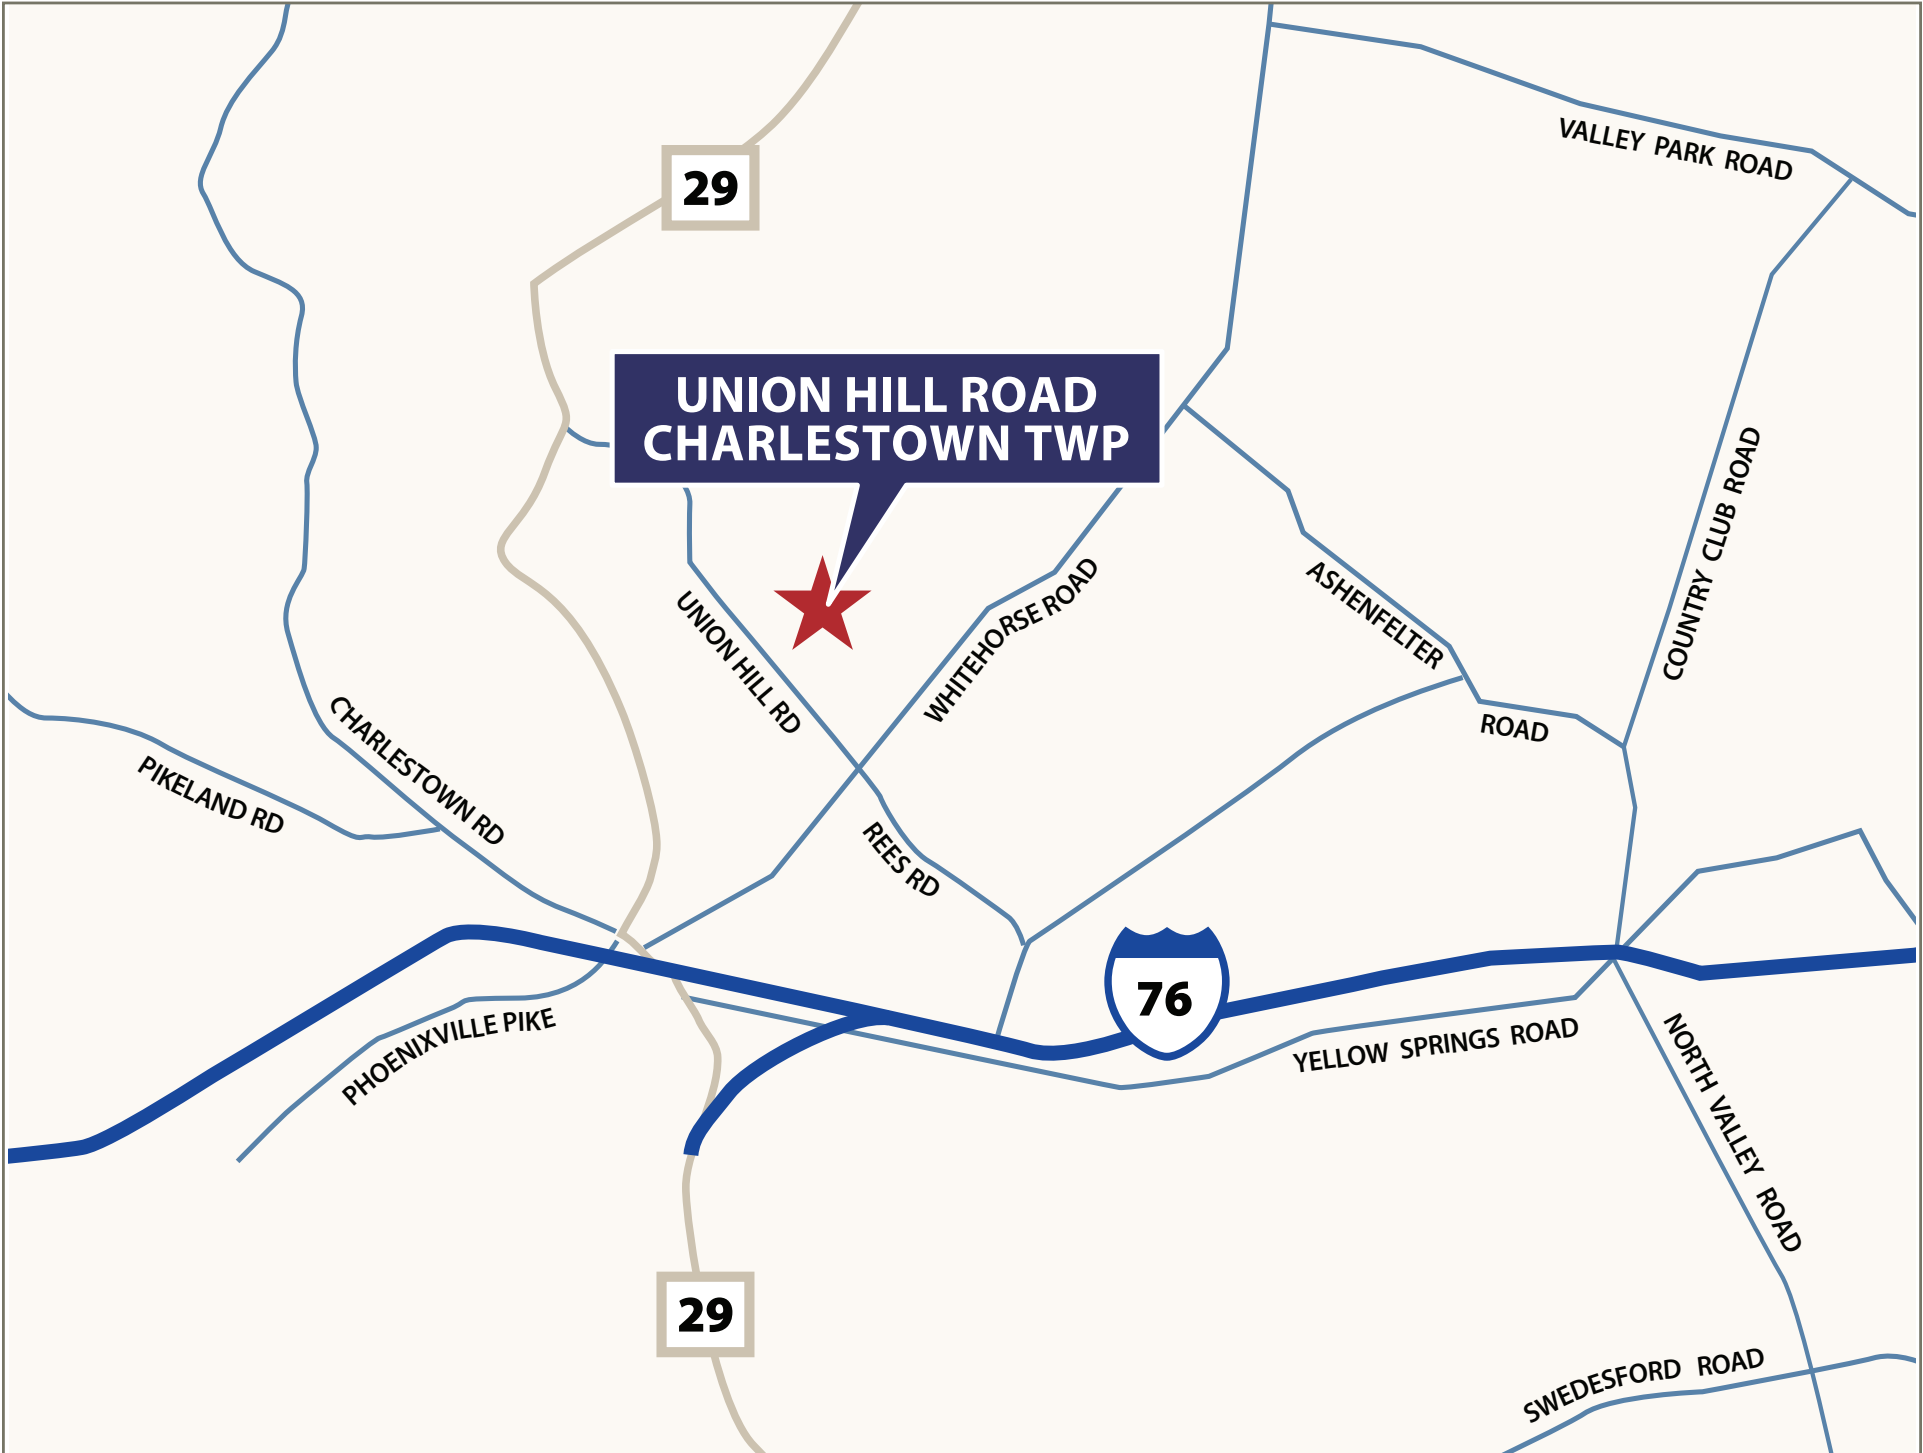 VALLEY PARK ROAD
29
UNION HILL ROAD
CHARLESTOWN TWP
COUNTRY CLUB ROAD
ASHENFELTER
ROAD
WHITEHORSE ROAD
UNION HILL RD
CHARLESTOWN RD
PIKELAND RD
REES RD
76
PHOENIXVILLE PIKE
YELLOW SPRINGS ROAD
NORTH VALLEY ROAD
29
SWEDESFORD ROAD